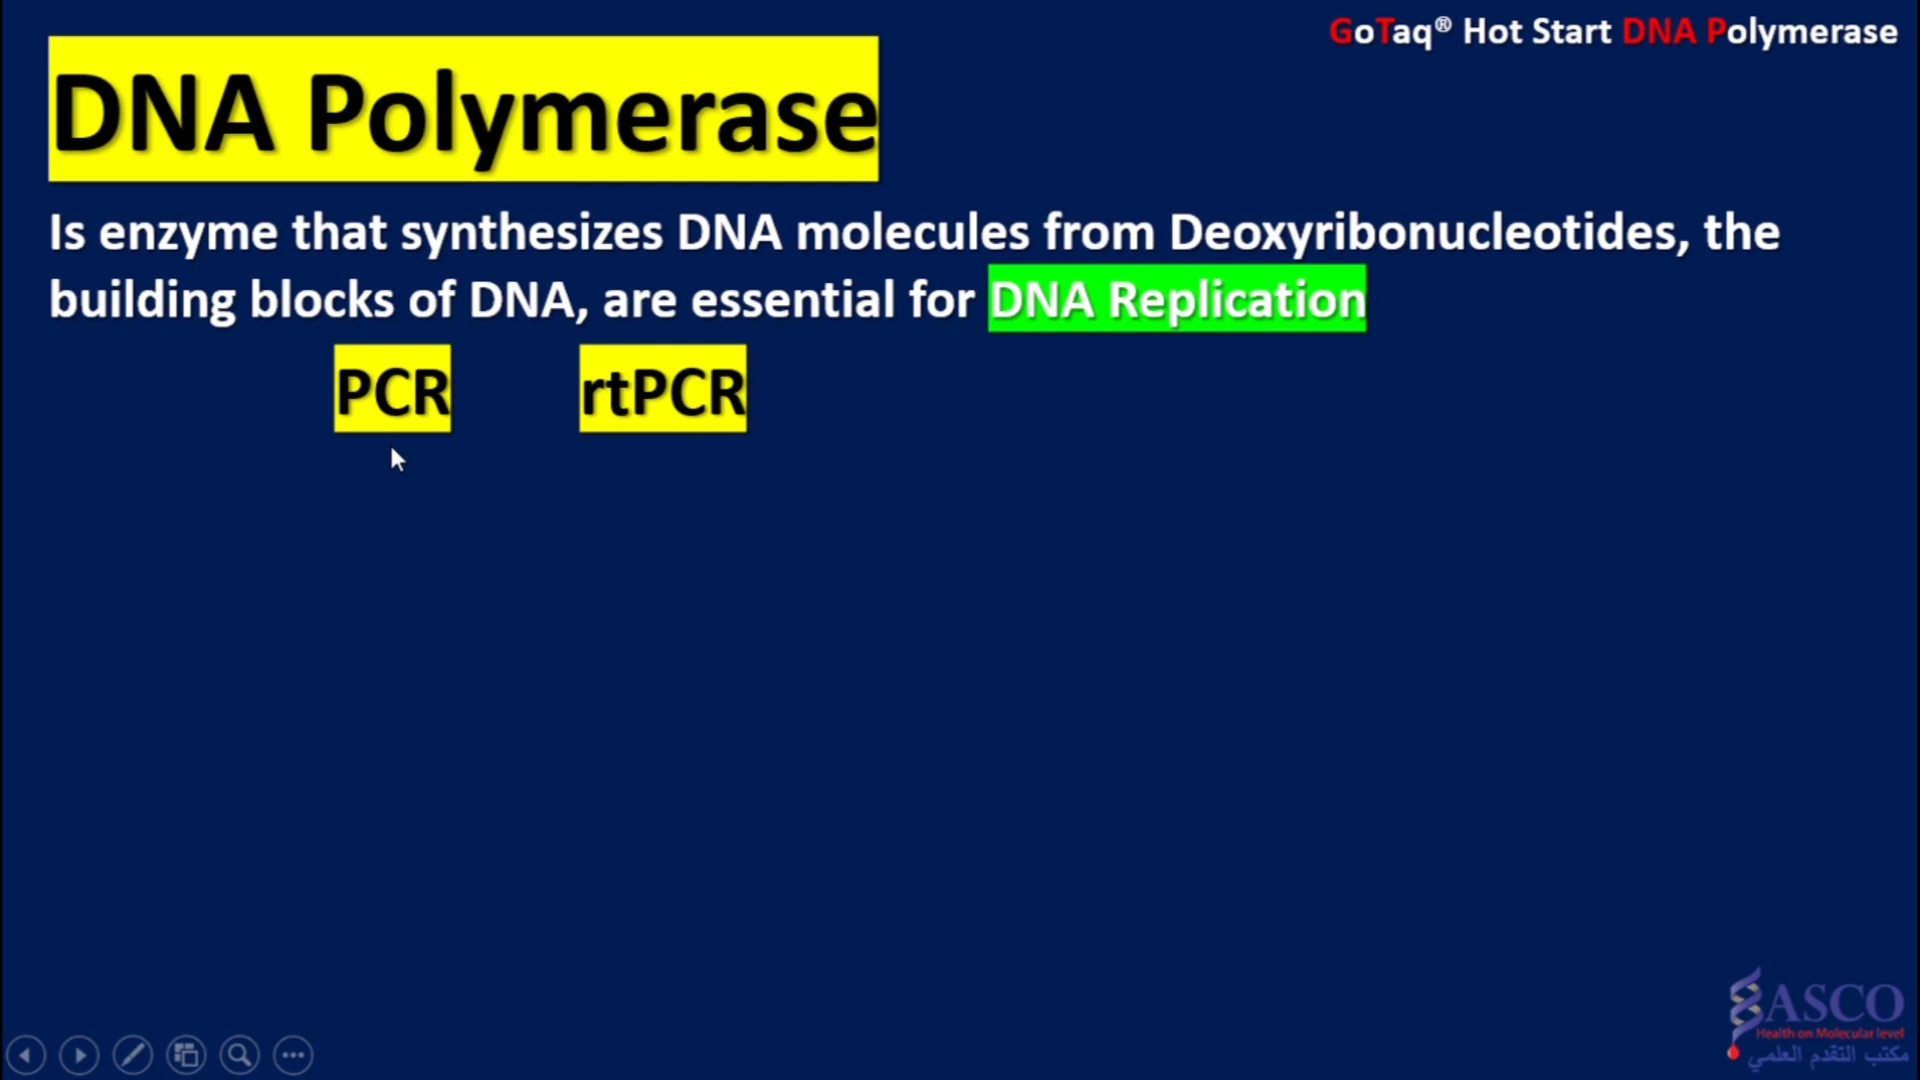 GoTaq® Hot Start DNA Polymerase
DNA Polymerase
Is enzyme that synthesizes DNA molecules from Deoxyribonucleotides, the
building blocks of DNA, are essential for DNA Replication
PCR rtPCR
ASCO
Health on Molecular level
مكتب التقدم العلمي